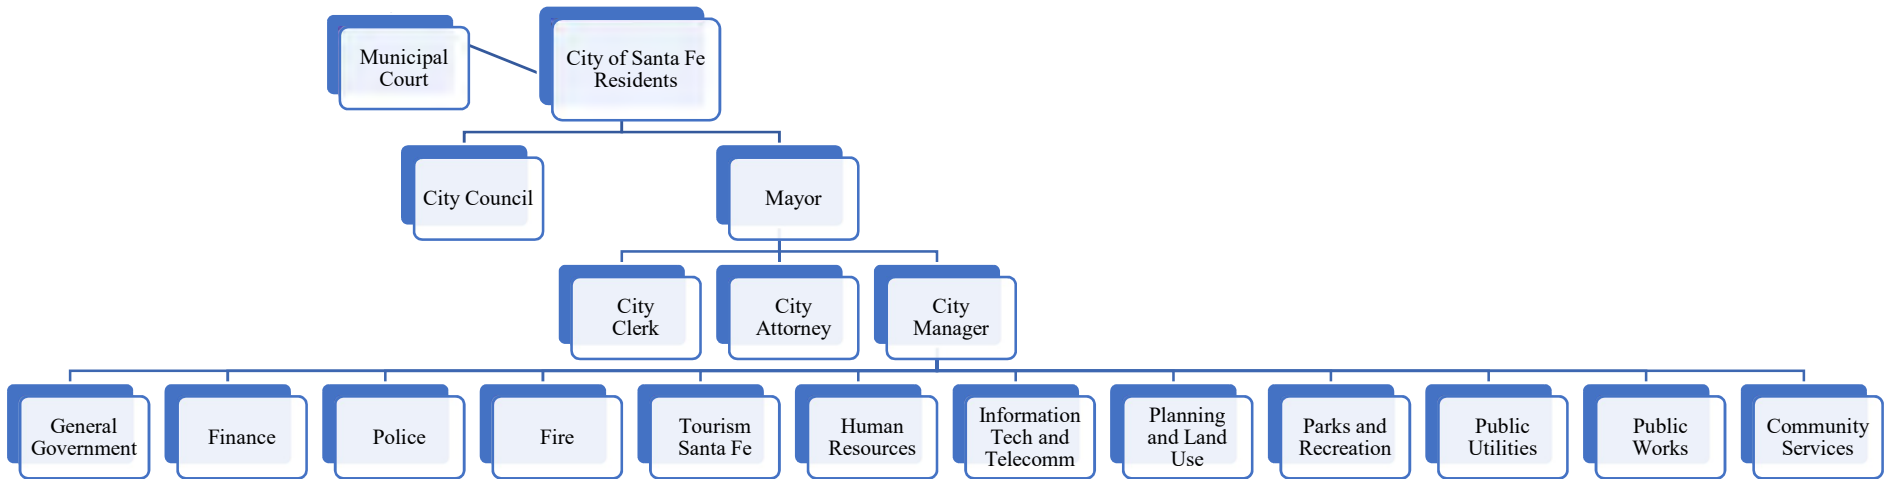 Municipal
Court
City of Santa Fe
Residents
City Council
Mayor
City
Clerk
City
Attorney
City
Manager
General
Government
Finance
Police
Fire
Tourism
Santa Fe
Human
Resources
Information
Tech and
Telecomm
Planning
and Land
Use
Parks and
Recreation
Public
Utilities
Public
Works
Community
Services